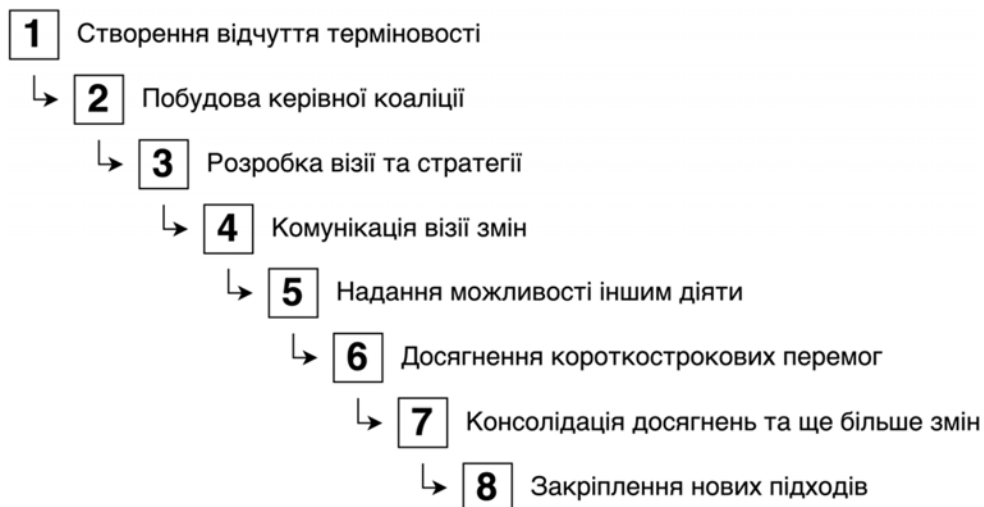 1 Створення відчуття терміновості
2 Побудова керівної коаліції
3 Розробка візії та стратегії
4 Комунікація візії змін
5 Надання можливості іншим діяти
6 Досягнення короткострокових перемог
7 Консолідація досягнень та ще більше змін
8 Закріплення нових підходів